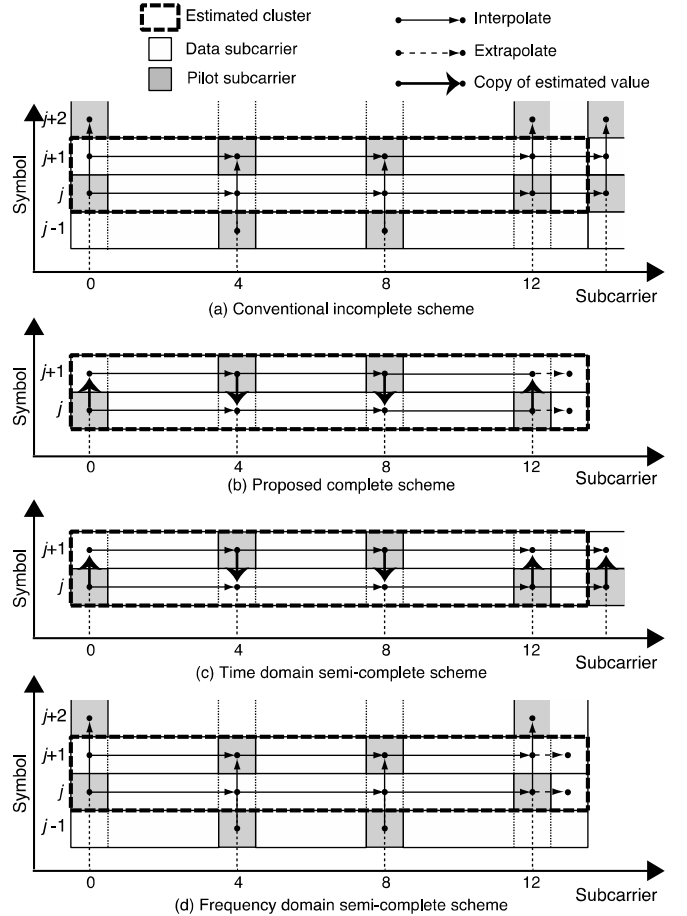 Estimated cluster
Data subcarrier
Pilot subcarrier
Interpolate
Extrapolate
Copy of estimated value
Symbol
j+2
j+1
j
j -1
0 4 8 12 Subcarrier
(a) Conventional incomplete scheme
Symbol
j+1
j
0 4 8 12 Subcarrier
(b) Proposed complete scheme
Symbol
j+1
j
0 4 8 12 Subcarrier
(c) Time domain semi-complete scheme
Symbol
j+2
j+1
j
j -1
0 4 8 12 Subcarrier
(d) Frequency domain semi-complete scheme